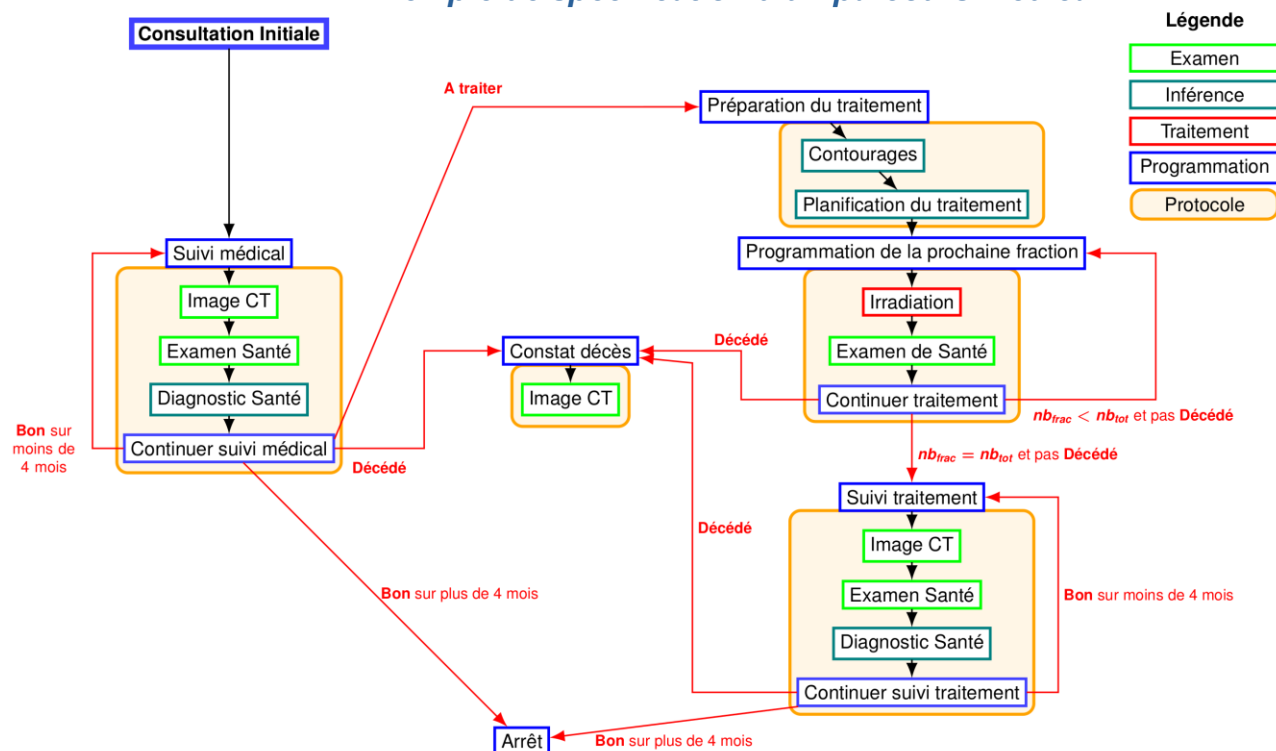 Consultation Initiale
Légende
Examen
Inférence
Traitement
Programmation
Protocole
A traiter
Préparation du traitement
Contourages
Planification du traitement
Programmation de la prochaine fraction
Suivi médical
Image CT
Examen Santé
Diagnostic Santé
Continuer suivi médical
Bon sur
moins de
4 mois
Décédé
Constat décès
Image CT
Décédé
Irradiation
Examen de Santé
Continuer traitement
nbfrac < nbtot et pas Décédé
nbfrac = nbtot et pas Décédé
Suivi traitement
Image CT
Examen Santé
Diagnostic Santé
Continuer suivi traitement
Décédé
Bon sur moins de 4 mois
Bon sur plus de 4 mois
Arrêt
Bon sur plus de 4 mois